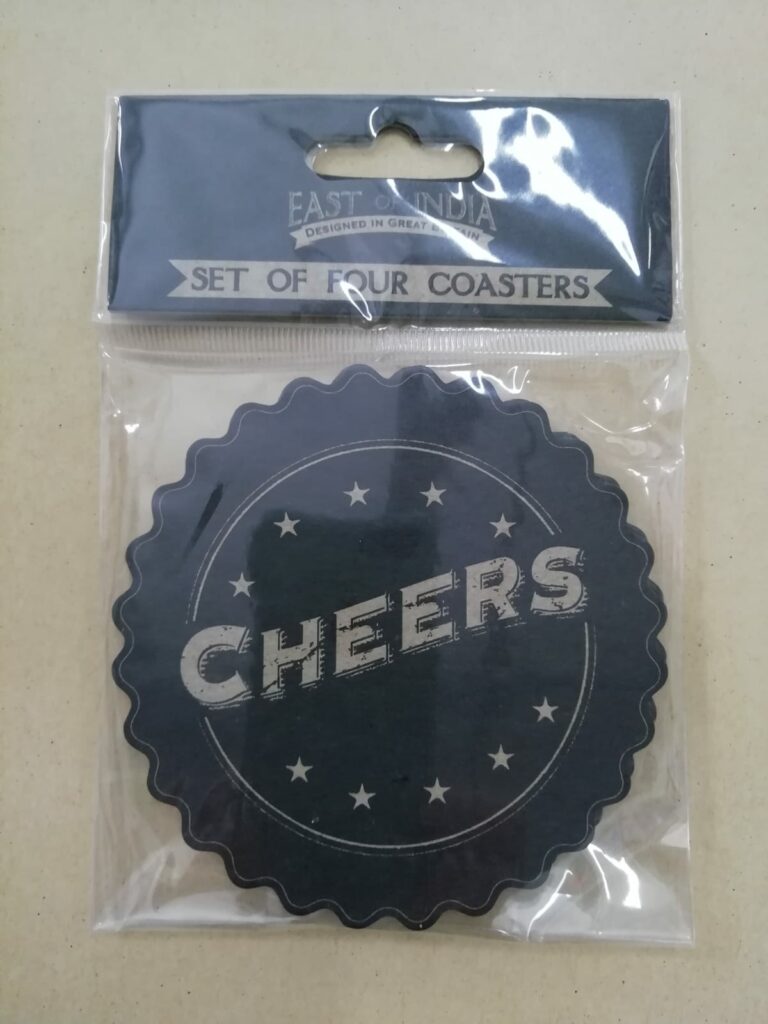 EAST OF INDIA
DESIGNED IN GREAT BRITAIN
SET OF FOUR COASTERS
CHEERS